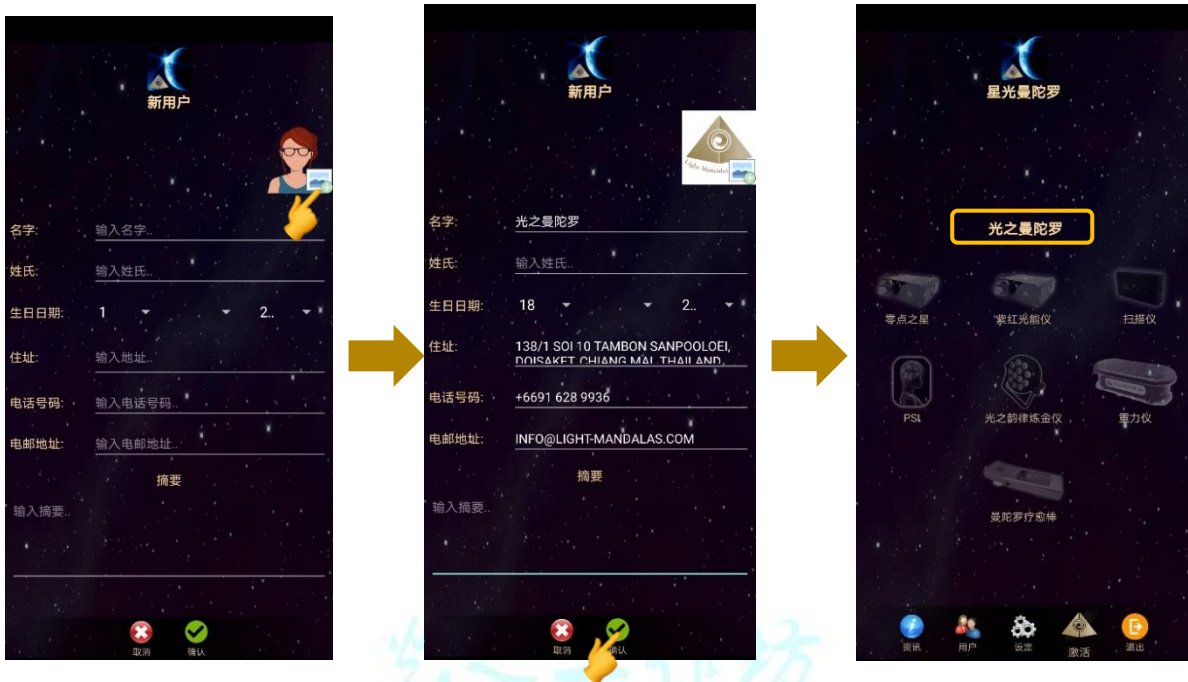 新用户
名字:
输入名字..
姓氏:
输入姓氏..
生日日期:
1
2..
住址:
输入地址..
电话号码:
输入电话号码..
电邮地址:
输入电邮地址..
摘要
输入摘要..
取消
确认
新用户
Light Mandalas
名字:
光之曼陀罗
姓氏:
输入姓氏..
生日日期:
18
2..
住址:
138/1 SOI 10 TAMBON SANPOOLOEI,
DOISAKET CHIANG MAI THAILAND
电话号码:
+6691 628 9936
电邮地址:
INFO@LIGHT-MANDALAS.COM
摘要
输入摘要..
取消
确认
星光曼陀罗
光之曼陀罗
零点之星
紫红光能仪
扫描仪
PSI
光之韵律炼金仪
重力仪
曼陀罗疗愈棒
资讯
用户
设定
激活
退出